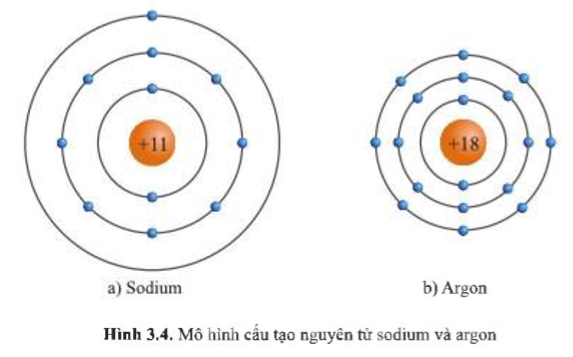 +11
+18
a) Sodium
b) Argon
Hình 3.4. Mô hình cấu tạo nguyên tử sodium và argon